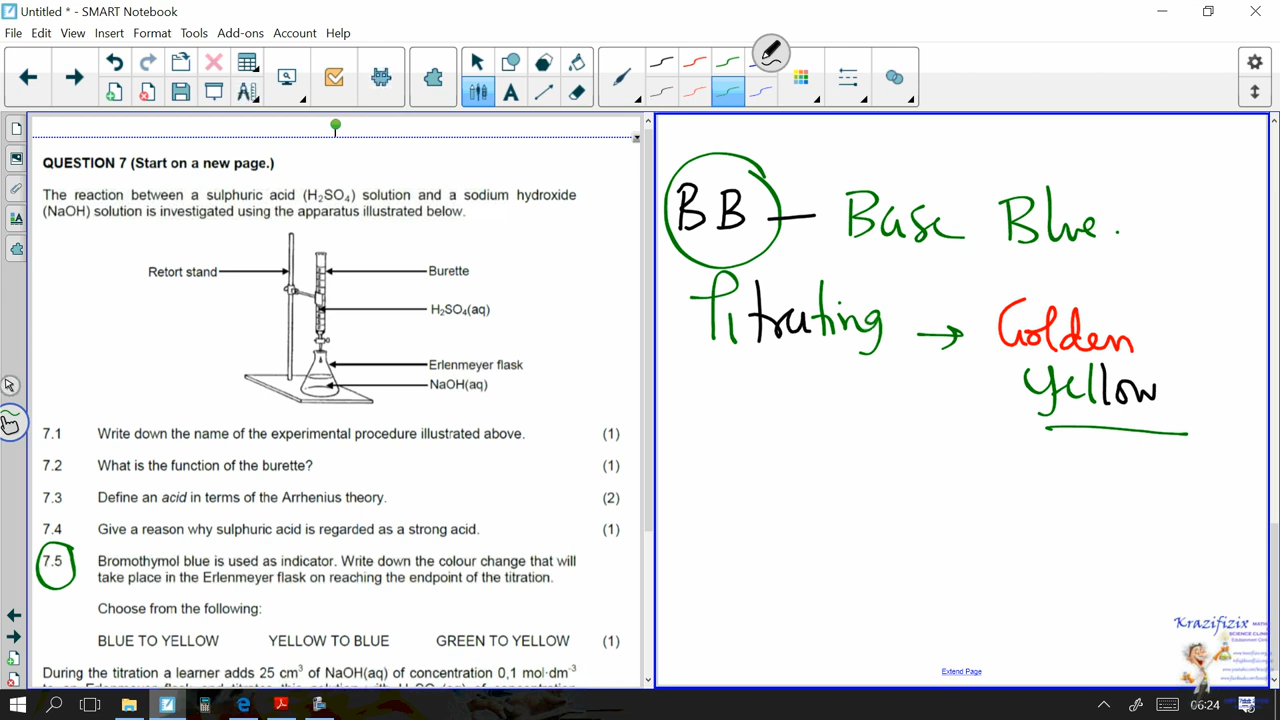 Untitled * - SMART Notebook
File Edit View Insert Format Tools Add-ons Account Help
QUESTION 7 (Start on a new page.)
The reaction between a sulphuric acid (H₂SO₄) solution and a sodium hydroxide
(NaOH) solution is investigated using the apparatus illustrated below.
Retort stand
Burette
H₂SO₄(aq)
Erlenmeyer flask
NaOH(aq)
7.1 Write down the name of the experimental procedure illustrated above. (1)
7.2 What is the function of the burette? (1)
7.3 Define an acid in terms of the Arrhenius theory. (2)
7.4 Give a reason why sulphuric acid is regarded as a strong acid. (1)
7.5 Bromothymol blue is used as indicator. Write down the colour change that will
take place in the Erlenmeyer flask on reaching the endpoint of the titration.
Choose from the following:
BLUE TO YELLOW YELLOW TO BLUE GREEN TO YELLOW (1)
During the titration a learner adds 25 cm³ of NaOH(aq) of concentration 0,1 mol·dm⁻³
BB — Base Blue.
Titrating → Golden
Yellow
Krazifizix
SCIENCE CLINIC
Extend Page
06:24